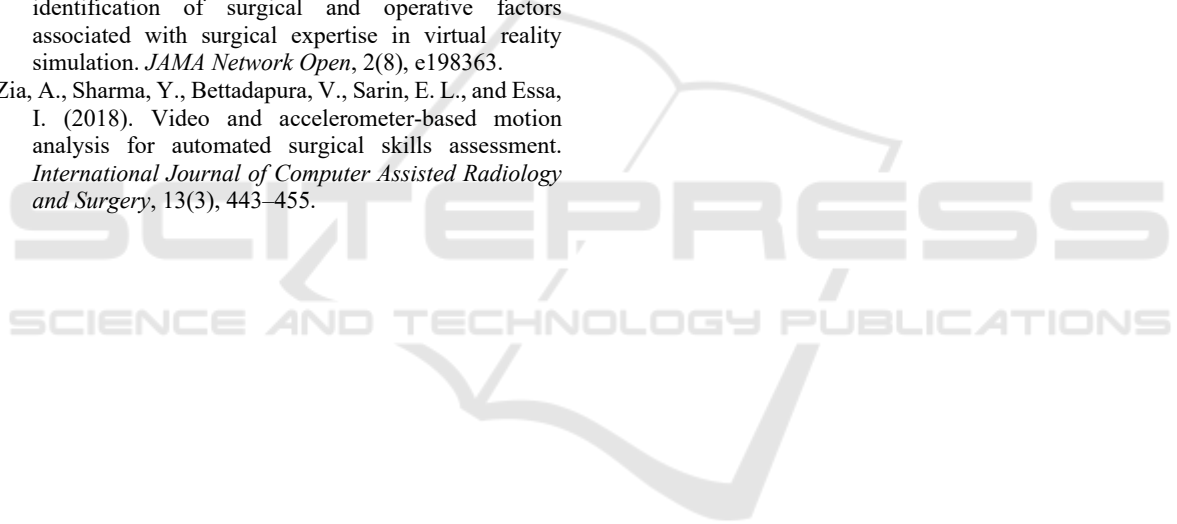 identification of surgical and operative factors
associated with surgical expertise in virtual reality
simulation. JAMA Network Open, 2(8), e198363.
Zia, A., Sharma, Y., Bettadapura, V., Sarin, E. L., and Essa,
I. (2018). Video and accelerometer-based motion
analysis for automated surgical skills assessment.
International Journal of Computer Assisted Radiology
and Surgery, 13(3), 443–455.
SCITEPRESS
SCIENCE AND TECHNOLOGY PUBLICATIONS